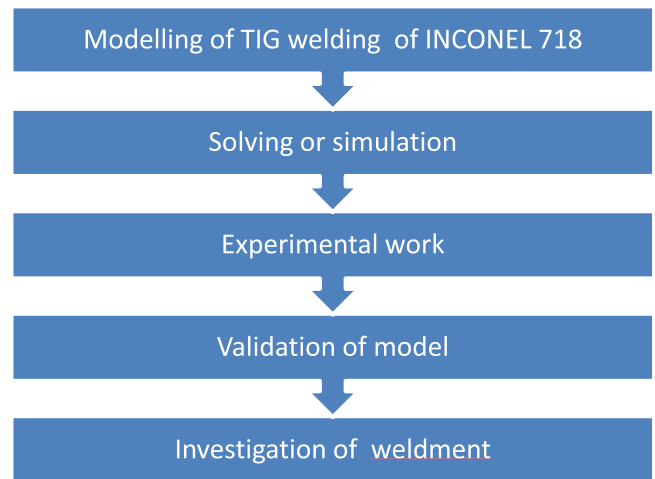 Modelling of TIG welding of INCONEL 718
Solving or simulation
Experimental work
Validation of model
Investigation of weldment